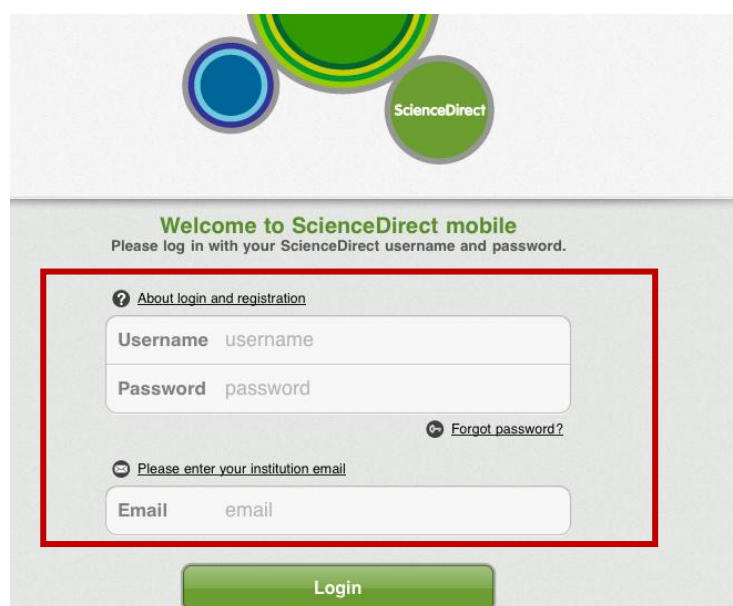 ScienceDirect
Welcome to ScienceDirect mobile
Please log in with your ScienceDirect username and password.
About login and registration
Username username
Password password
Forgot password?
Please enter your institution email
Email email
Login